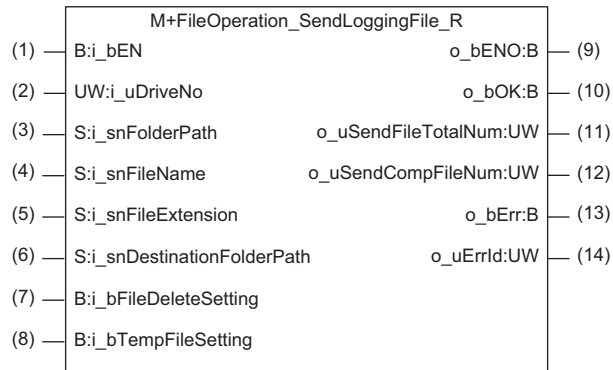 M+FileOperation_SendLoggingFile_R
(1) B:i_bEN o_bENO:B (9)
(2) UW:i_uDriveNo o_bOK:B (10)
(3) S:i_snFolderPath o_uSendFileTotalNum:UW (11)
(4) S:i_snFileName o_uSendCompFileNum:UW (12)
(5) S:i_snFileExtension o_bErr:B (13)
(6) S:i_snDestinationFolderPath o_uErrId:UW (14)
(7) B:i_bFileDeleteSetting
(8) B:i_bTempFileSetting